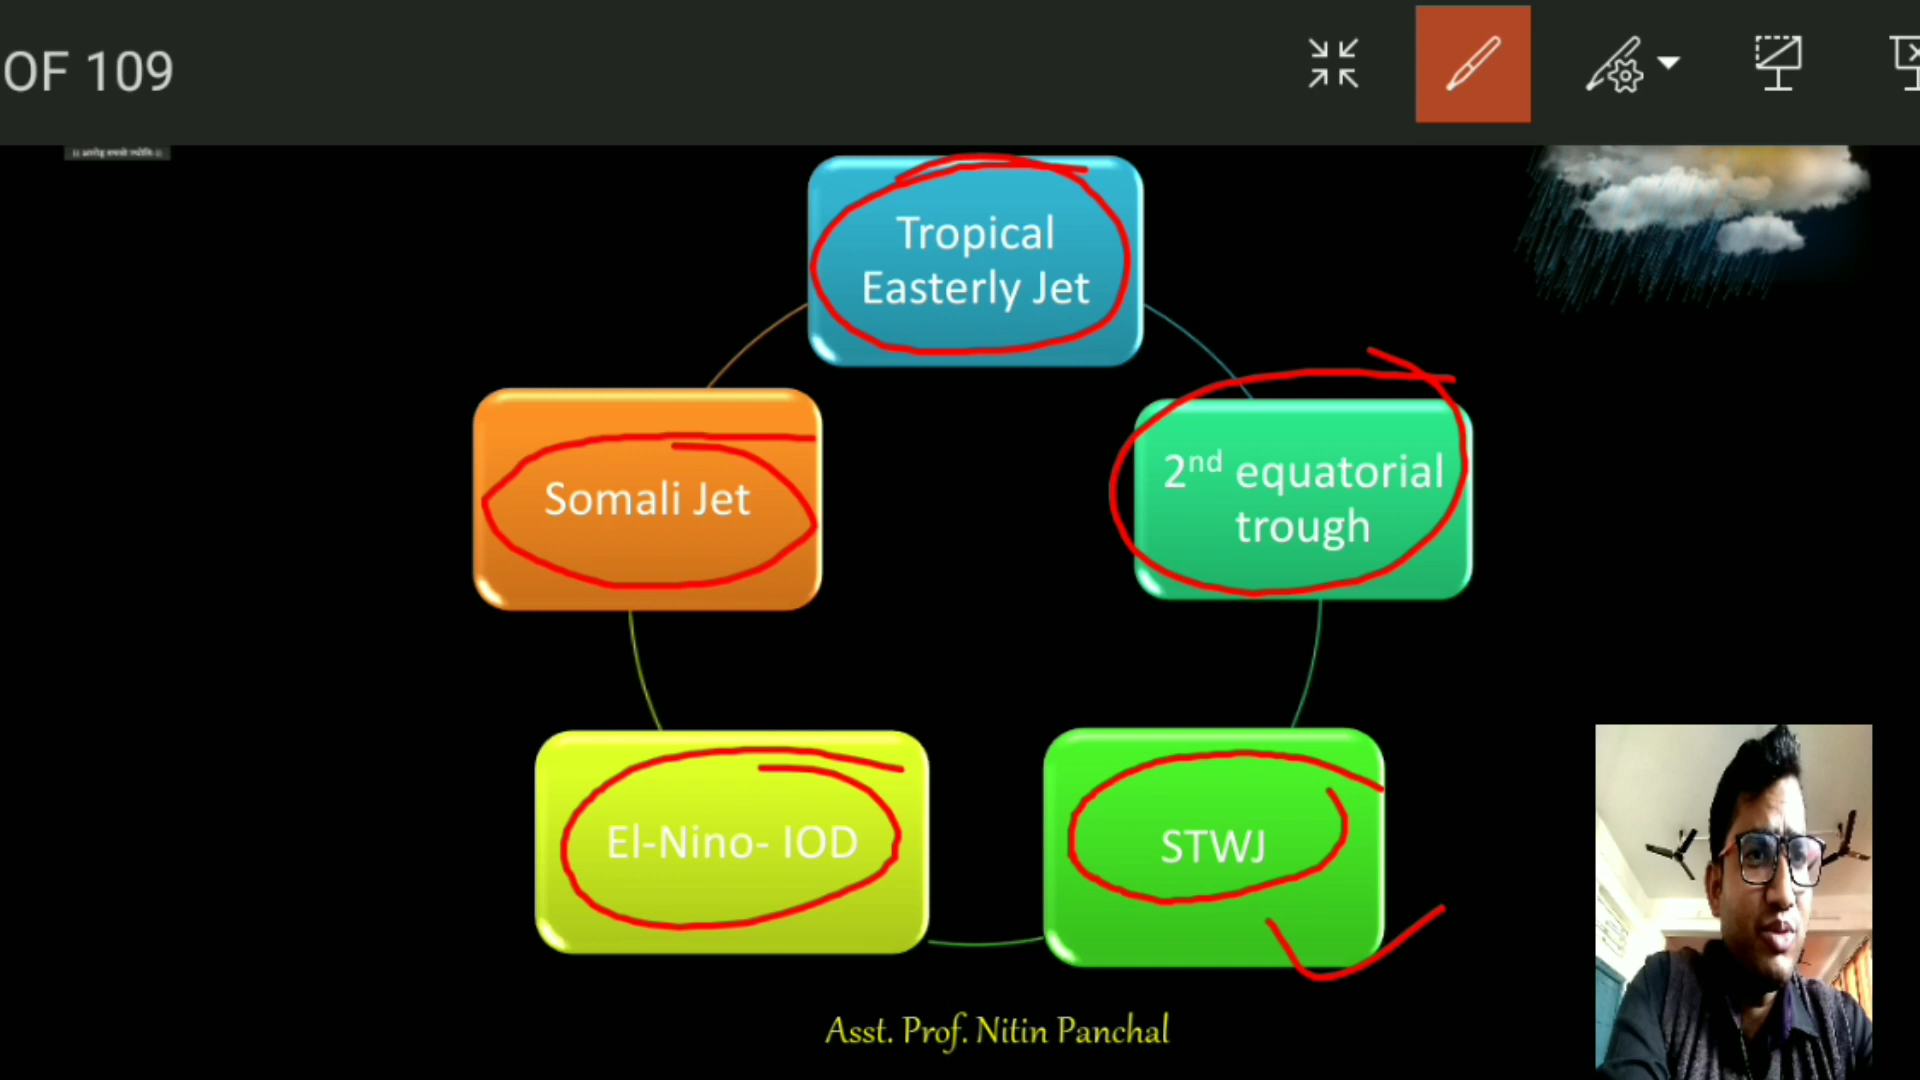 OF 109
Tropical
Easterly Jet
Somali Jet
2nd equatorial
trough
El-Nino- IOD
STWJ
Asst. Prof. Nitin Panchal